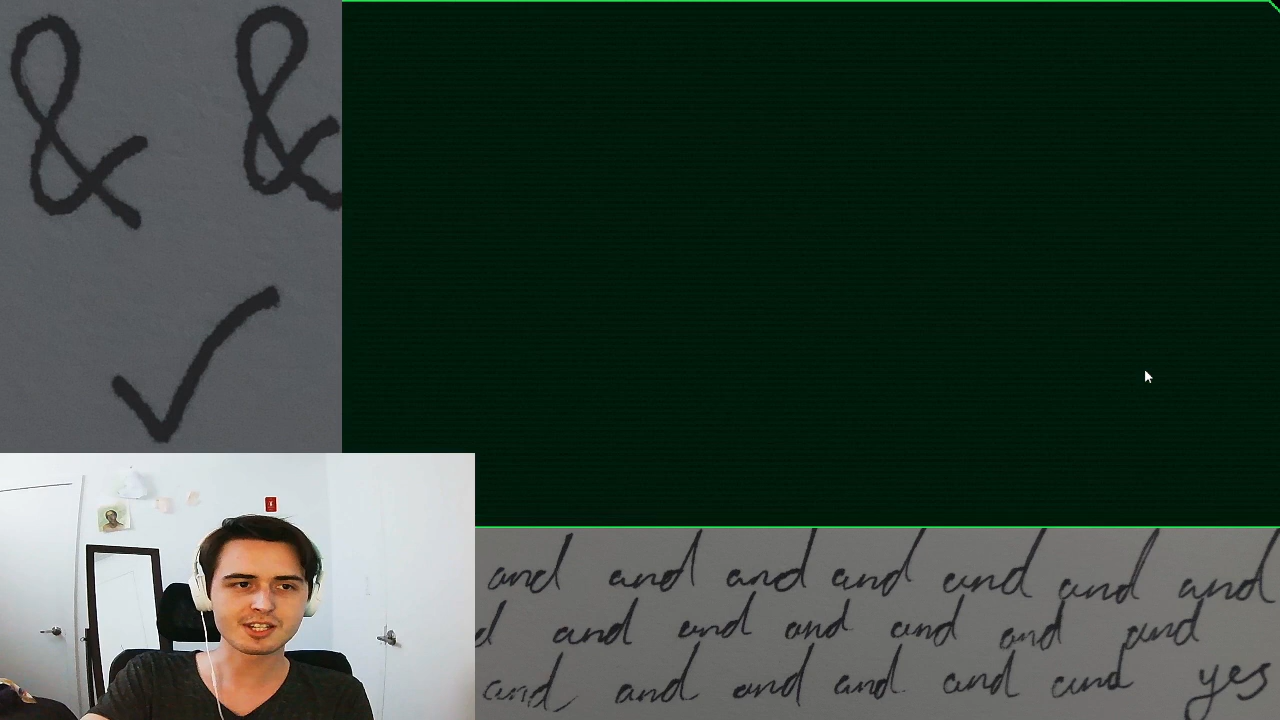 & &
✓
and and and and and and and
d and and and and and and
and and and and and and yes